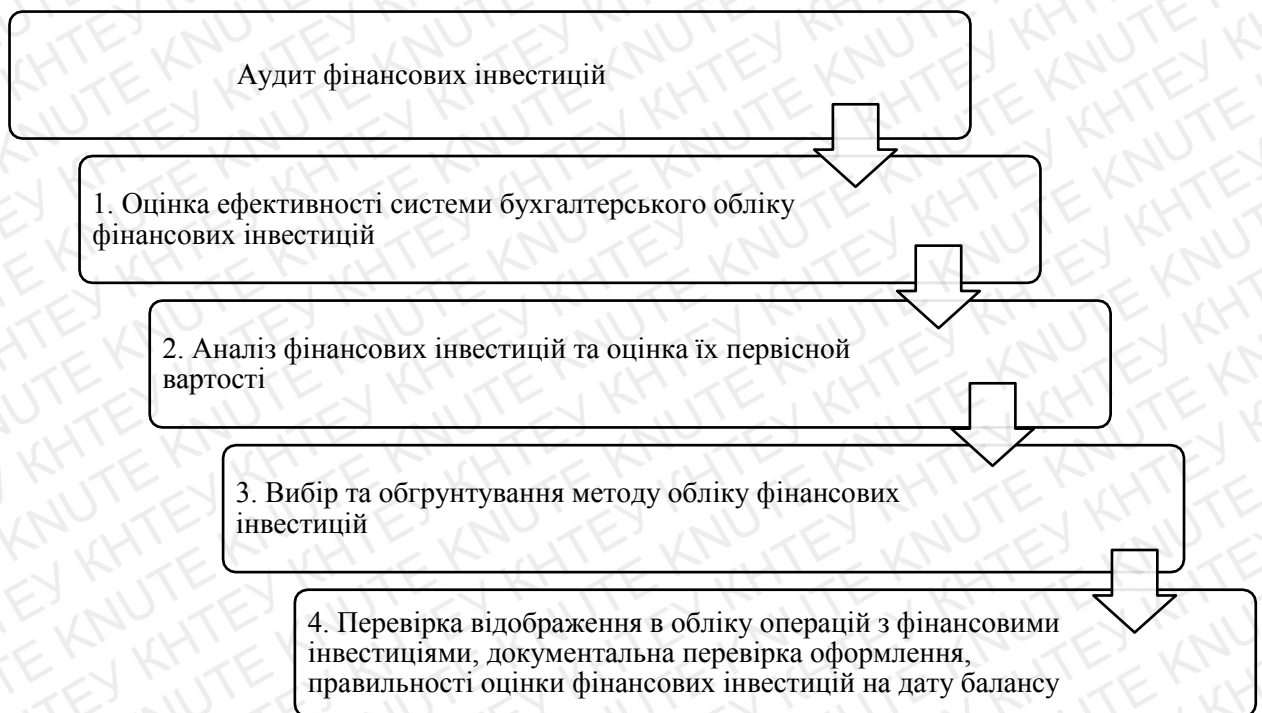 Аудит фінансових інвестицій
1. Оцінка ефективності системи бухгалтерського обліку
фінансових інвестицій
2. Аналіз фінансових інвестицій та оцінка їх первісної
вартості
3. Вибір та обгрунтування методу обліку фінансових
інвестицій
4. Перевірка відображення в обліку операцій з фінансовими
інвестиціями, документальна перевірка оформлення,
правильності оцінки фінансових інвестицій на дату балансу